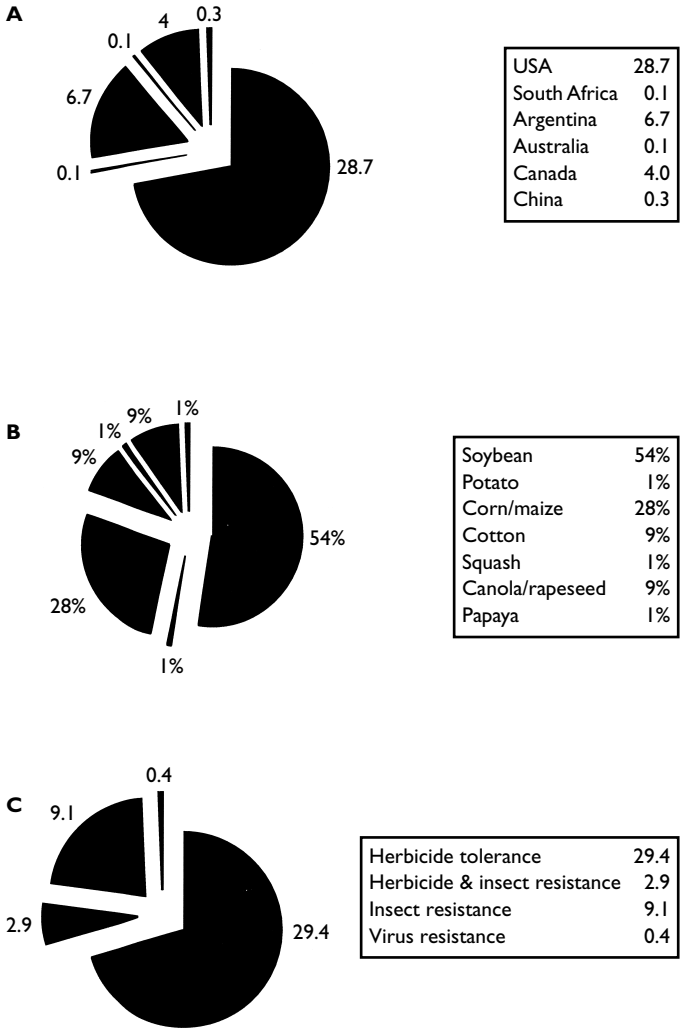 A
0.3
4
0.1
6.7
0.1
28.7
USA 28.7
South Africa 0.1
Argentina 6.7
Australia 0.1
Canada 4.0
China 0.3
B
1%
9%
1%
9%
54%
28%
1%
Soybean 54%
Potato 1%
Corn/maize 28%
Cotton 9%
Squash 1%
Canola/rapeseed 9%
Papaya 1%
C
0.4
9.1
2.9
29.4
Herbicide tolerance 29.4
Herbicide & insect resistance 2.9
Insect resistance 9.1
Virus resistance 0.4